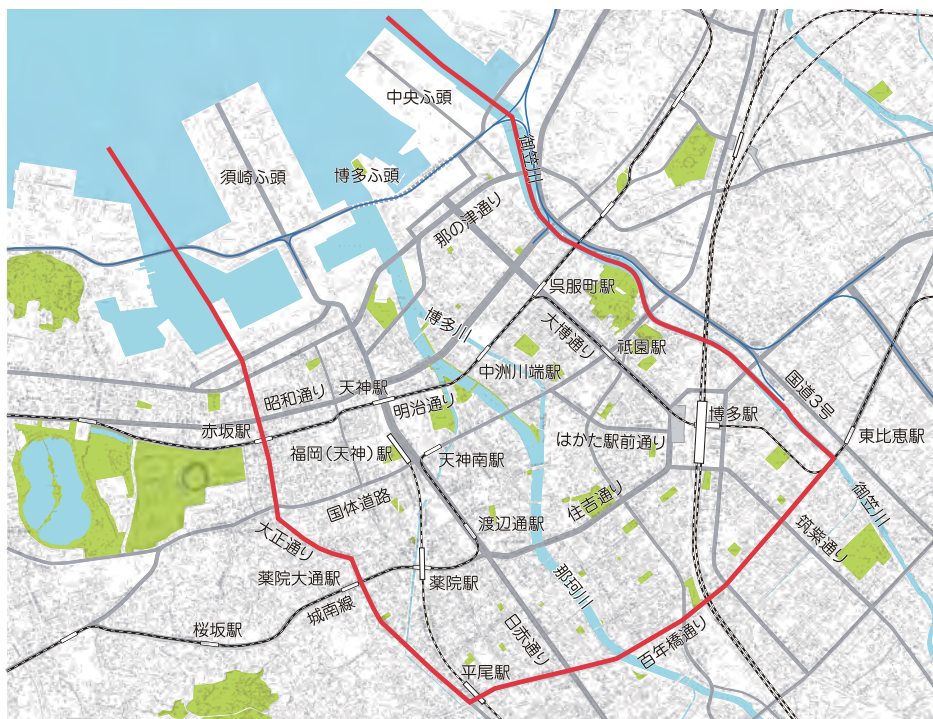 中央ふ頭
御笠川
須崎ふ頭
博多ふ頭
那の津通り
呉服町駅
博多川
大博通り
祇園駅
中洲川端駅
国道3号
天神駅
昭和通り
明治通り
博多駅
赤坂駅
はかた駅前通り
東比恵駅
福岡(天神)駅
天神南駅
国体道路
住吉通り
御笠川
大正通り
渡辺通駅
筑紫通り
薬院大通駅
薬院駅
那珂川
城南線
桜坂駅
日赤通り
百年橋通り
平尾駅